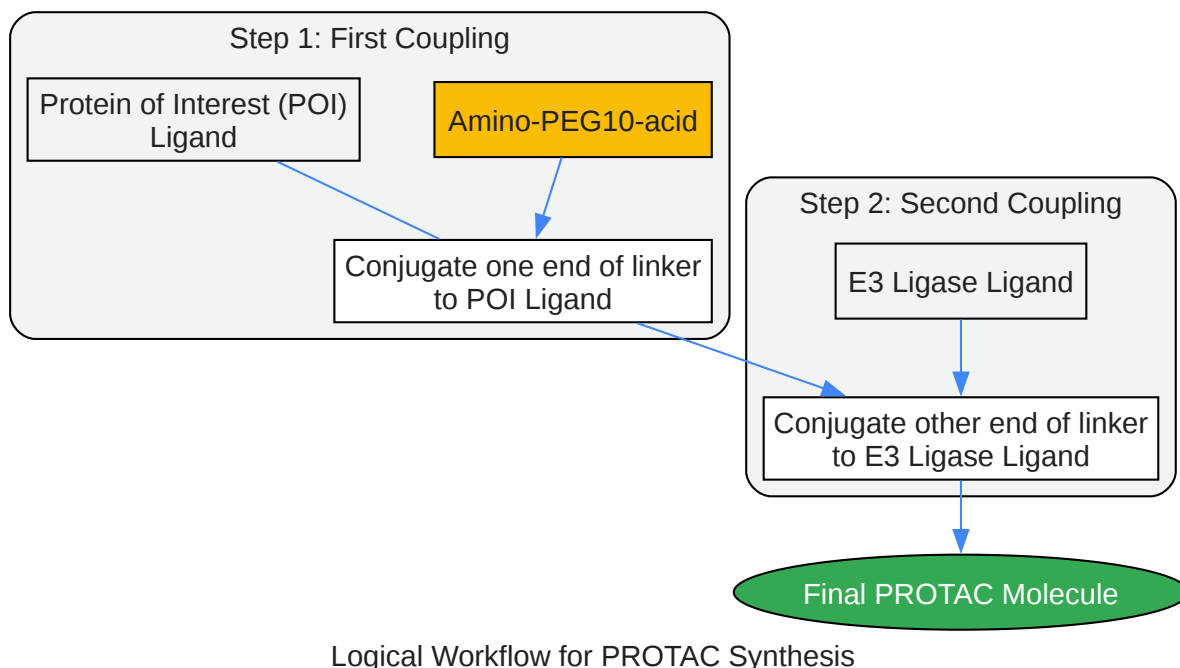 Step 1: First Coupling
Protein of Interest (POI)
Ligand
Amino-PEG10-acid
Conjugate one end of linker
to POI Ligand
Step 2: Second Coupling
E3 Ligase Ligand
Conjugate other end of linker
to E3 Ligase Ligand
Final PROTAC Molecule
Logical Workflow for PROTAC Synthesis